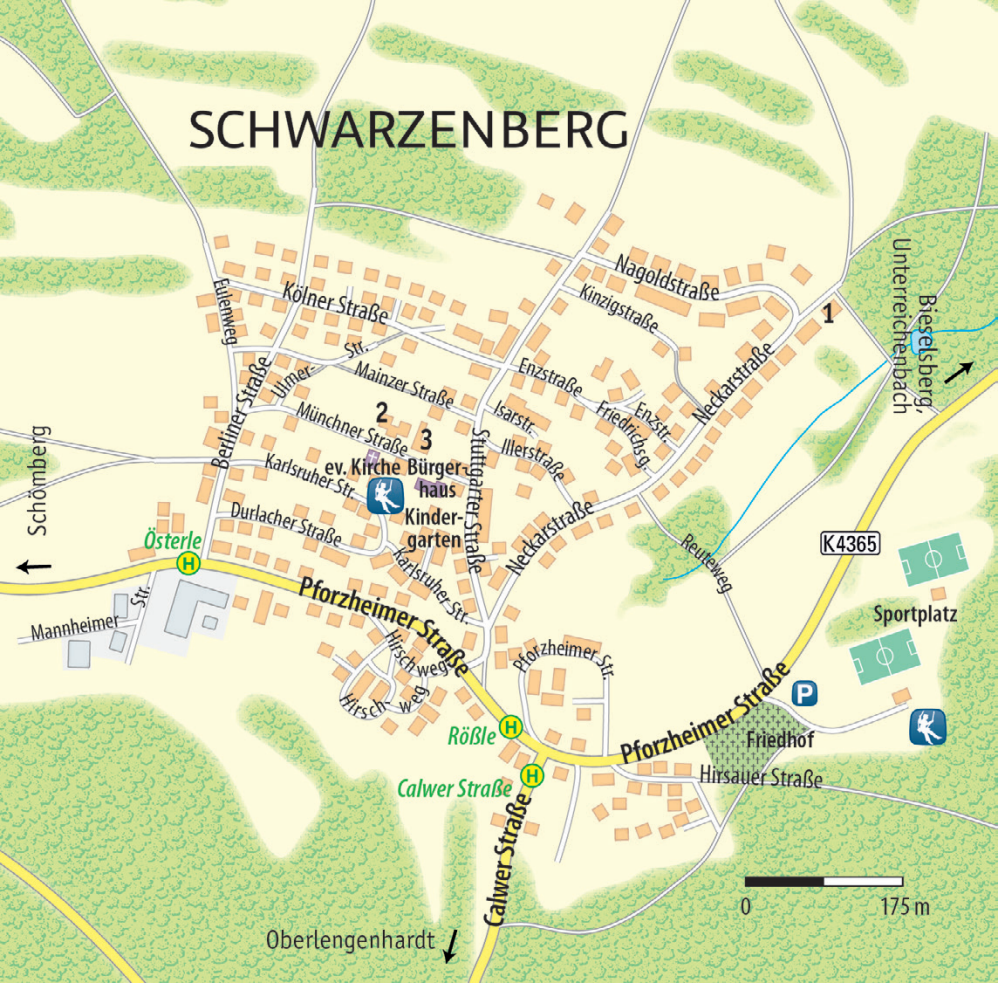 SCHWARZENBERG
Nagoldstraße
Unterreichenbach
Bieselsberg,
Eulenweg
Kölner Straße
Kinzigstraße
1
Str.
Ulmer-
Mainzer Straße
Enzstraße
Neckarstraße
Berliner Straße
Münchner Straße
2
3
Isarstr.
Friedrichsg.
Enzstr.
Illerstraße
Stuttgarter Straße
Schömberg
Karlsruher Str.
ev. Kirche
Bürger-
haus
Kinder-
garten
Durlacher Straße
Neckarstraße
Österle
H
Karlsruher Str.
Reuteweg
K4365
Sportplatz
Mannheimer
Str.
Pforzheimer Straße
Hirschweg
Hirsch-
weg
Pforzheimer Str.
Pforzheimer Straße
P
Rößle
H
Friedhof
Calwer Straße
H
Hirsauer Straße
Calwer Straße
0
175 m
Oberlengenhardt